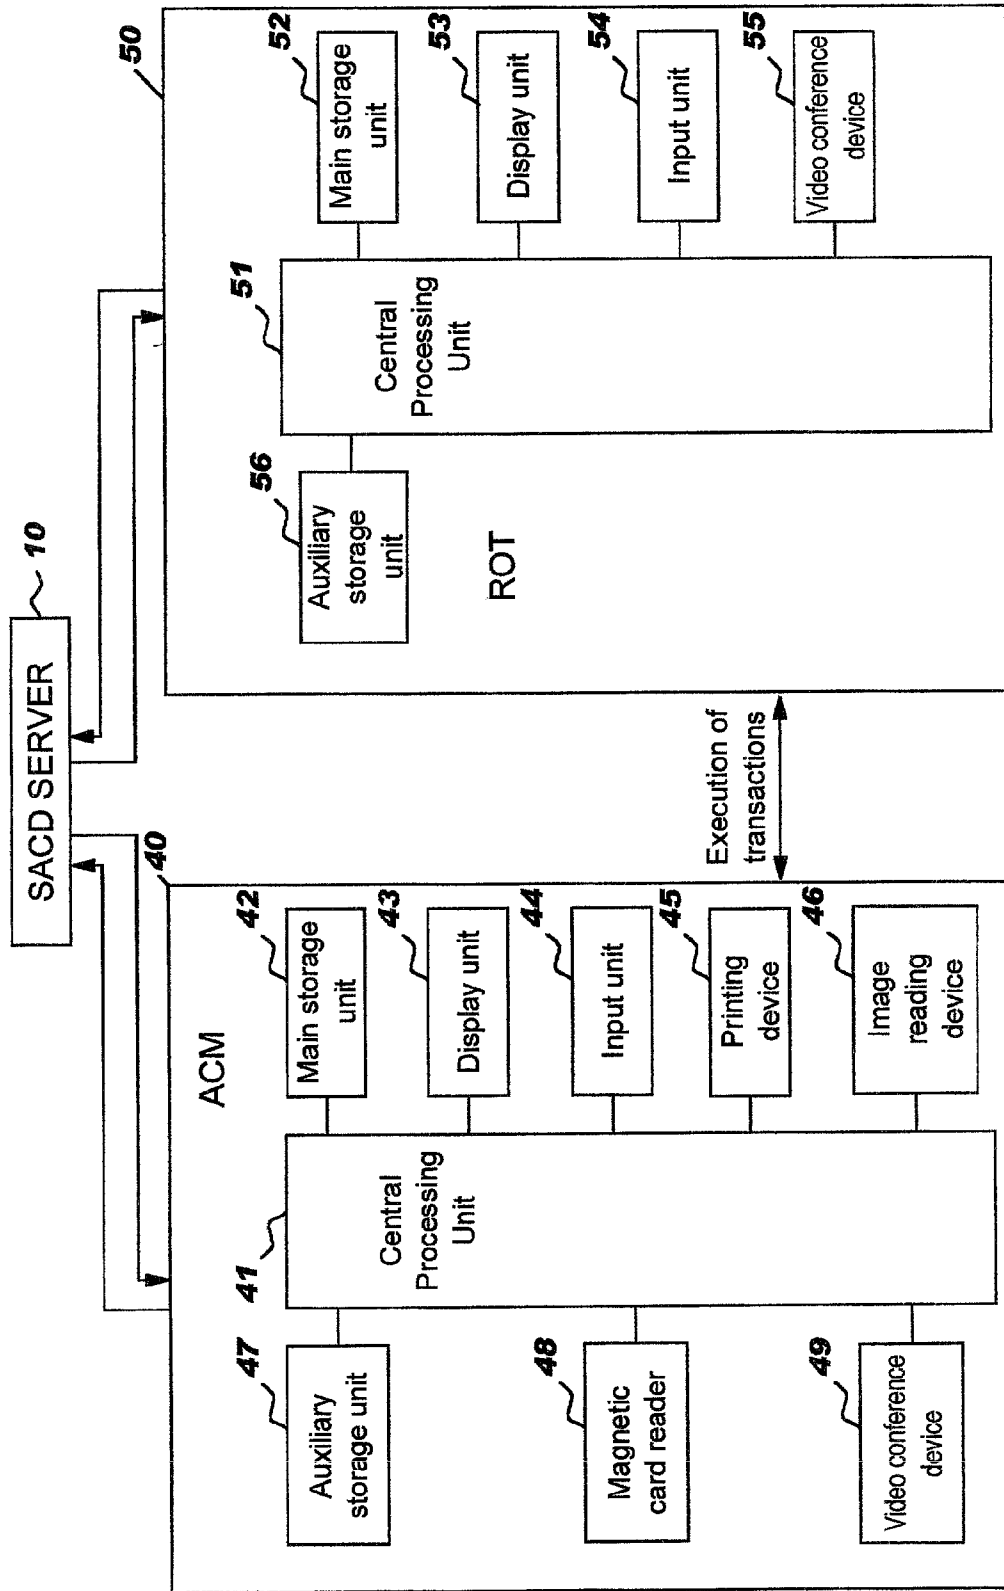 SACD SERVER
10
40
ACM
41
Central
Processing
Unit
42
Main storage
unit
43
Display unit
44
Input unit
45
Printing
device
46
Image
reading
device
47
Auxiliary
storage unit
48
Magnetic
card reader
49
Video conference
device
Execution of
transactions
50
ROT
51
Central
Processing
Unit
52
Main storage
unit
53
Display unit
54
Input unit
55
Video conference
device
56
Auxiliary
storage
unit